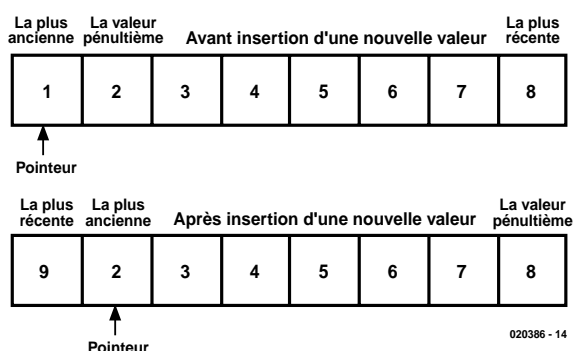 La plus ancienne
La valeur pénultième
Avant insertion d'une nouvelle valeur
La plus récente
1 2 3 4 5 6 7 8
Pointeur
La plus récente
La plus ancienne
Après insertion d'une nouvelle valeur
La valeur pénultième
9 2 3 4 5 6 7 8
Pointeur
020386 - 14